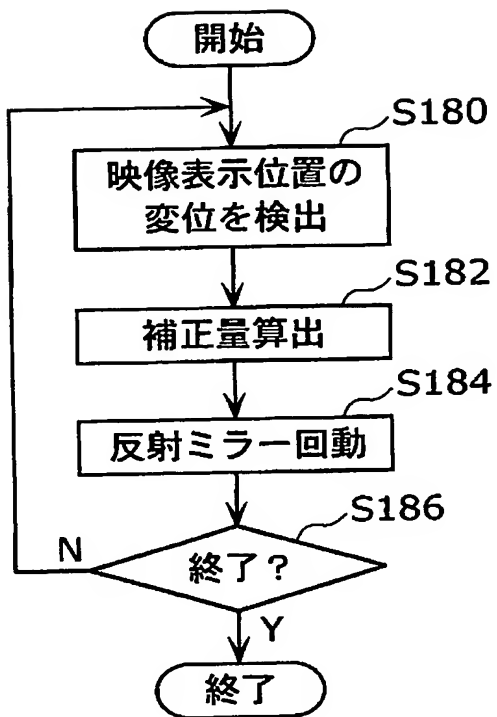 開始
S180
映像表示位置の
変位を検出
S182
補正量算出
S184
反射ミラー回動
S186
N
終了?
Y
終了